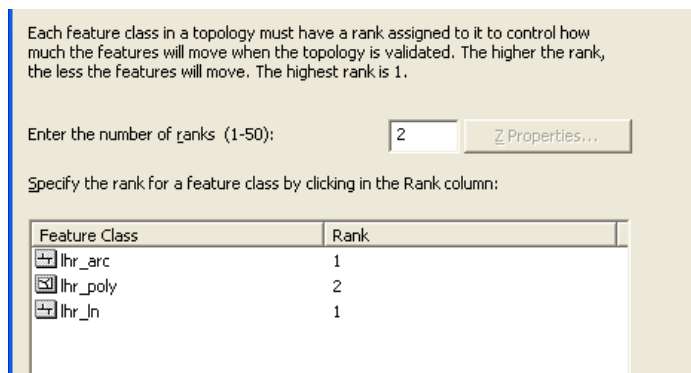 Each feature class in a topology must have a rank assigned to it to control how
much the features will move when the topology is validated. The higher the rank,
the less the features will move. The highest rank is 1.
Enter the number of ranks (1-50): 2 Z Properties...
Specify the rank for a feature class by clicking in the Rank column:
Feature Class Rank
lhr_arc 1
lhr_poly 2
lhr_ln 1